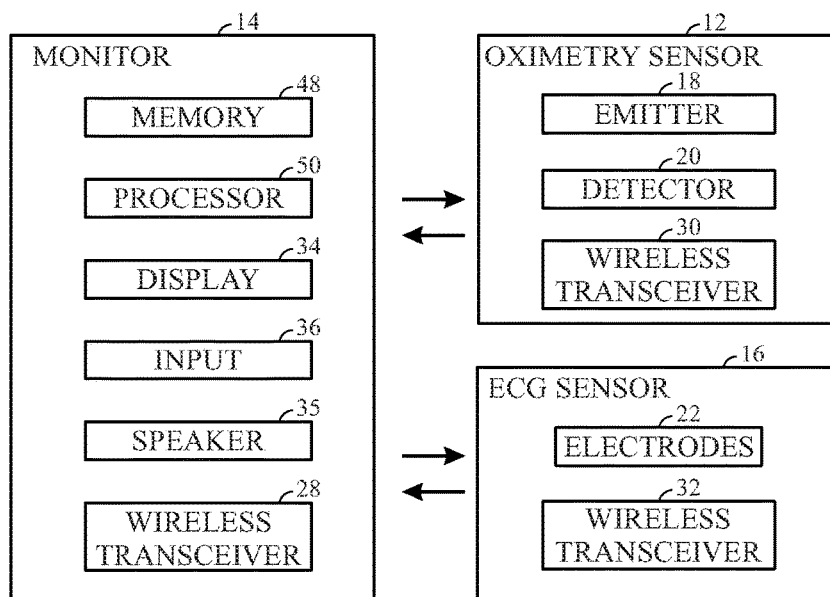 14
MONITOR
48
MEMORY
50
PROCESSOR
34
DISPLAY
36
INPUT
35
SPEAKER
28
WIRELESS
TRANSCEIVER
12
OXIMETRY SENSOR
18
EMITTER
20
DETECTOR
30
WIRELESS
TRANSCEIVER
16
ECG SENSOR
22
ELECTRODES
32
WIRELESS
TRANSCEIVER